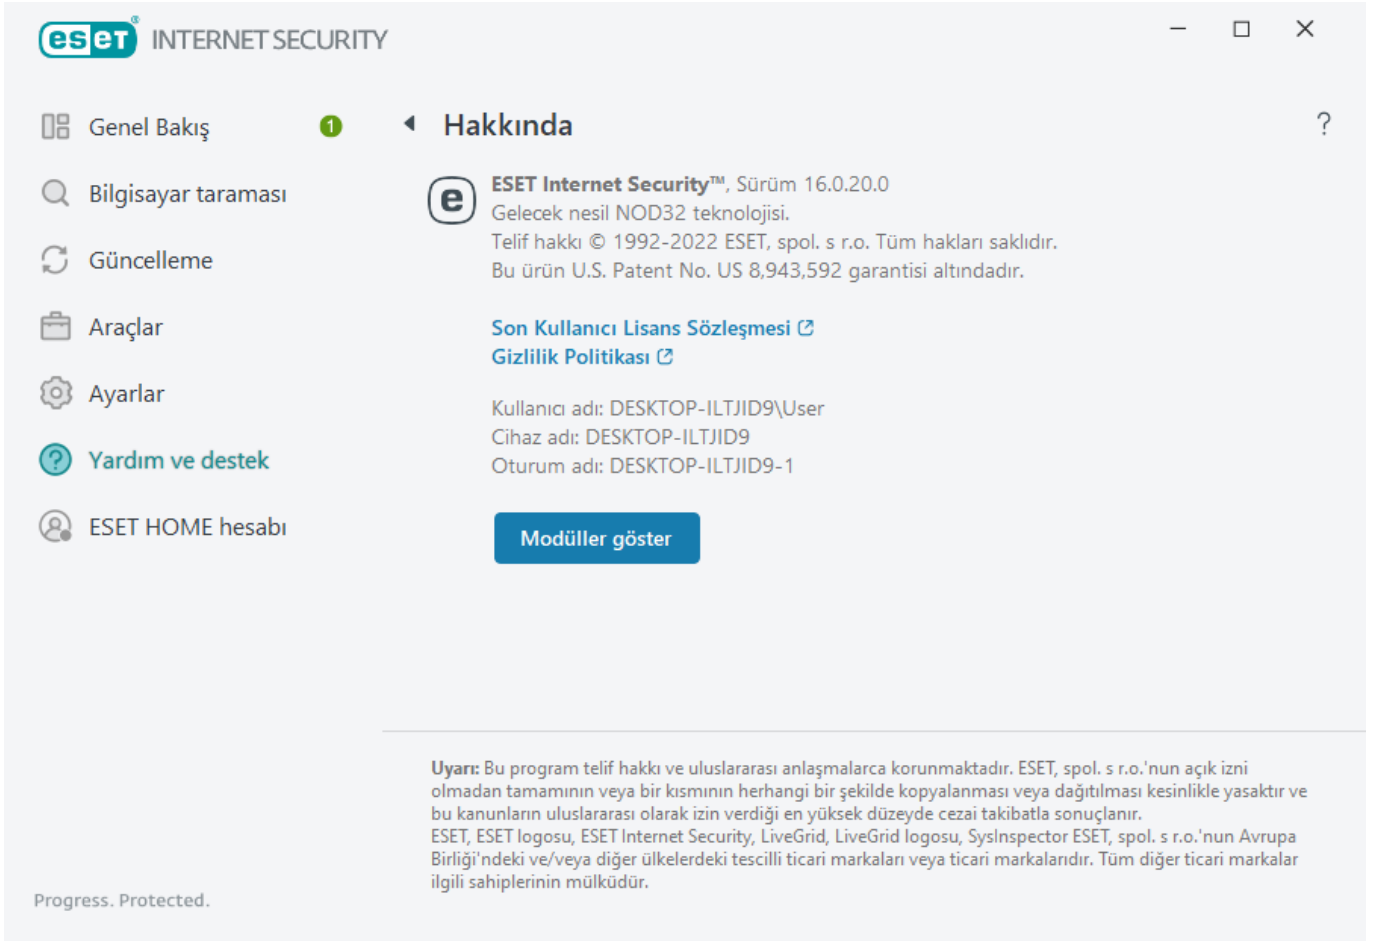 eset® INTERNET SECURITY
Genel Bakış 1
Bilgisayar taraması
Güncelleme
Araçlar
Ayarlar
Yardım ve destek
ESET HOME hesabı
Hakkında
?
e
ESET Internet Security™, Sürüm 16.0.20.0
Gelecek nesil NOD32 teknolojisi.
Telif hakkı © 1992-2022 ESET, spol. s r.o. Tüm hakları saklıdır.
Bu ürün U.S. Patent No. US 8,943,592 garantisi altındadır.
Son Kullanıcı Lisans Sözleşmesi
Gizlilik Politikası
Kullanıcı adı: DESKTOP-ILTJID9\User
Cihaz adı: DESKTOP-ILTJID9
Oturum adı: DESKTOP-ILTJID9-1
Modüller göster
Uyarı: Bu program telif hakkı ve uluslararası anlaşmalarca korunmaktadır. ESET, spol. s r.o.'nun açık izni
olmadan tamamının veya bir kısmının herhangi bir şekilde kopyalanması veya dağıtılması kesinlikle yasaktır ve
bu kanunların uluslararası olarak izin verdiği en yüksek düzeyde cezai takibatla sonuçlanır.
ESET, ESET logosu, ESET Internet Security, LiveGrid, LiveGrid logosu, SysInspector ESET, spol. s r.o.'nun Avrupa
Birliği'ndeki ve/veya diğer ülkelerdeki tescilli ticari markaları veya ticari markalarıdır. Tüm diğer ticari markalar
ilgili sahiplerinin mülküdür.
Progress. Protected.